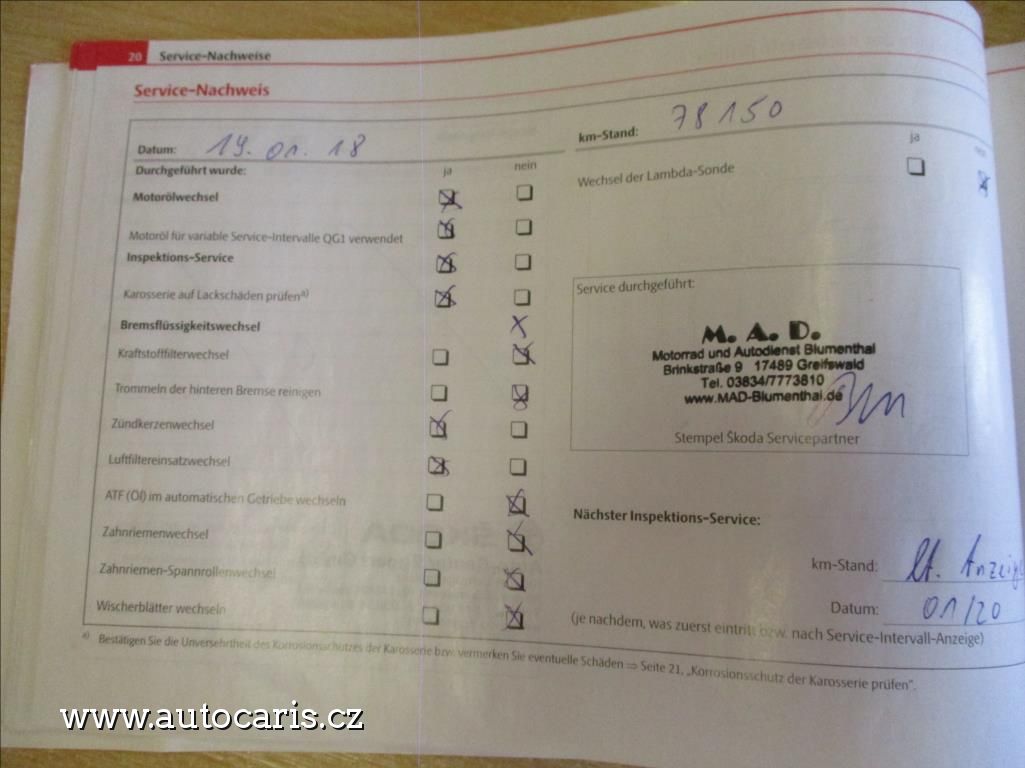 20 Service-Nachweise
Service-Nachweis
Datum: 19. 01. 18
km-Stand: 78150
Durchgeführt wurde: ja nein
ja nein
Motorölwechsel
Wechsel der Lambda-Sonde
Motoröl für variable Service-Intervalle QG1 verwendet
Inspektions-Service
Karosserie auf Lackschäden prüfen a)
Bremsflüssigkeitswechsel
Kraftstofffilterwechsel
Trommeln der hinteren Bremse reinigen
Zündkerzenwechsel
Luftfiltereinsatzwechsel
ATF (Öl) im automatischen Getriebe wechseln
Zahnriemenwechsel
Zahnriemen-Spannrollenwechsel
Wischerblätter wechseln
Service durchgeführt:
M. A. D.
Motorrad und Autodienst Blumenthal
Brinkstraße 9 17489 Greifswald
Tel. 03834/7773810
www.MAD-Blumenthal.de
Stempel Škoda Servicepartner
Nächster Inspektions-Service:
km-Stand: lt. Anzeige
Datum: 01/20
(je nachdem, was zuerst eintritt bzw. nach Service-Intervall-Anzeige)
a) Bestätigen Sie die Unversehrtheit des Korrosionsschutzes der Karosserie bzw. vermerken Sie eventuelle Schäden ⇒ Seite 21, „Korrosionsschutz der Karosserie prüfen".
www.autocaris.cz